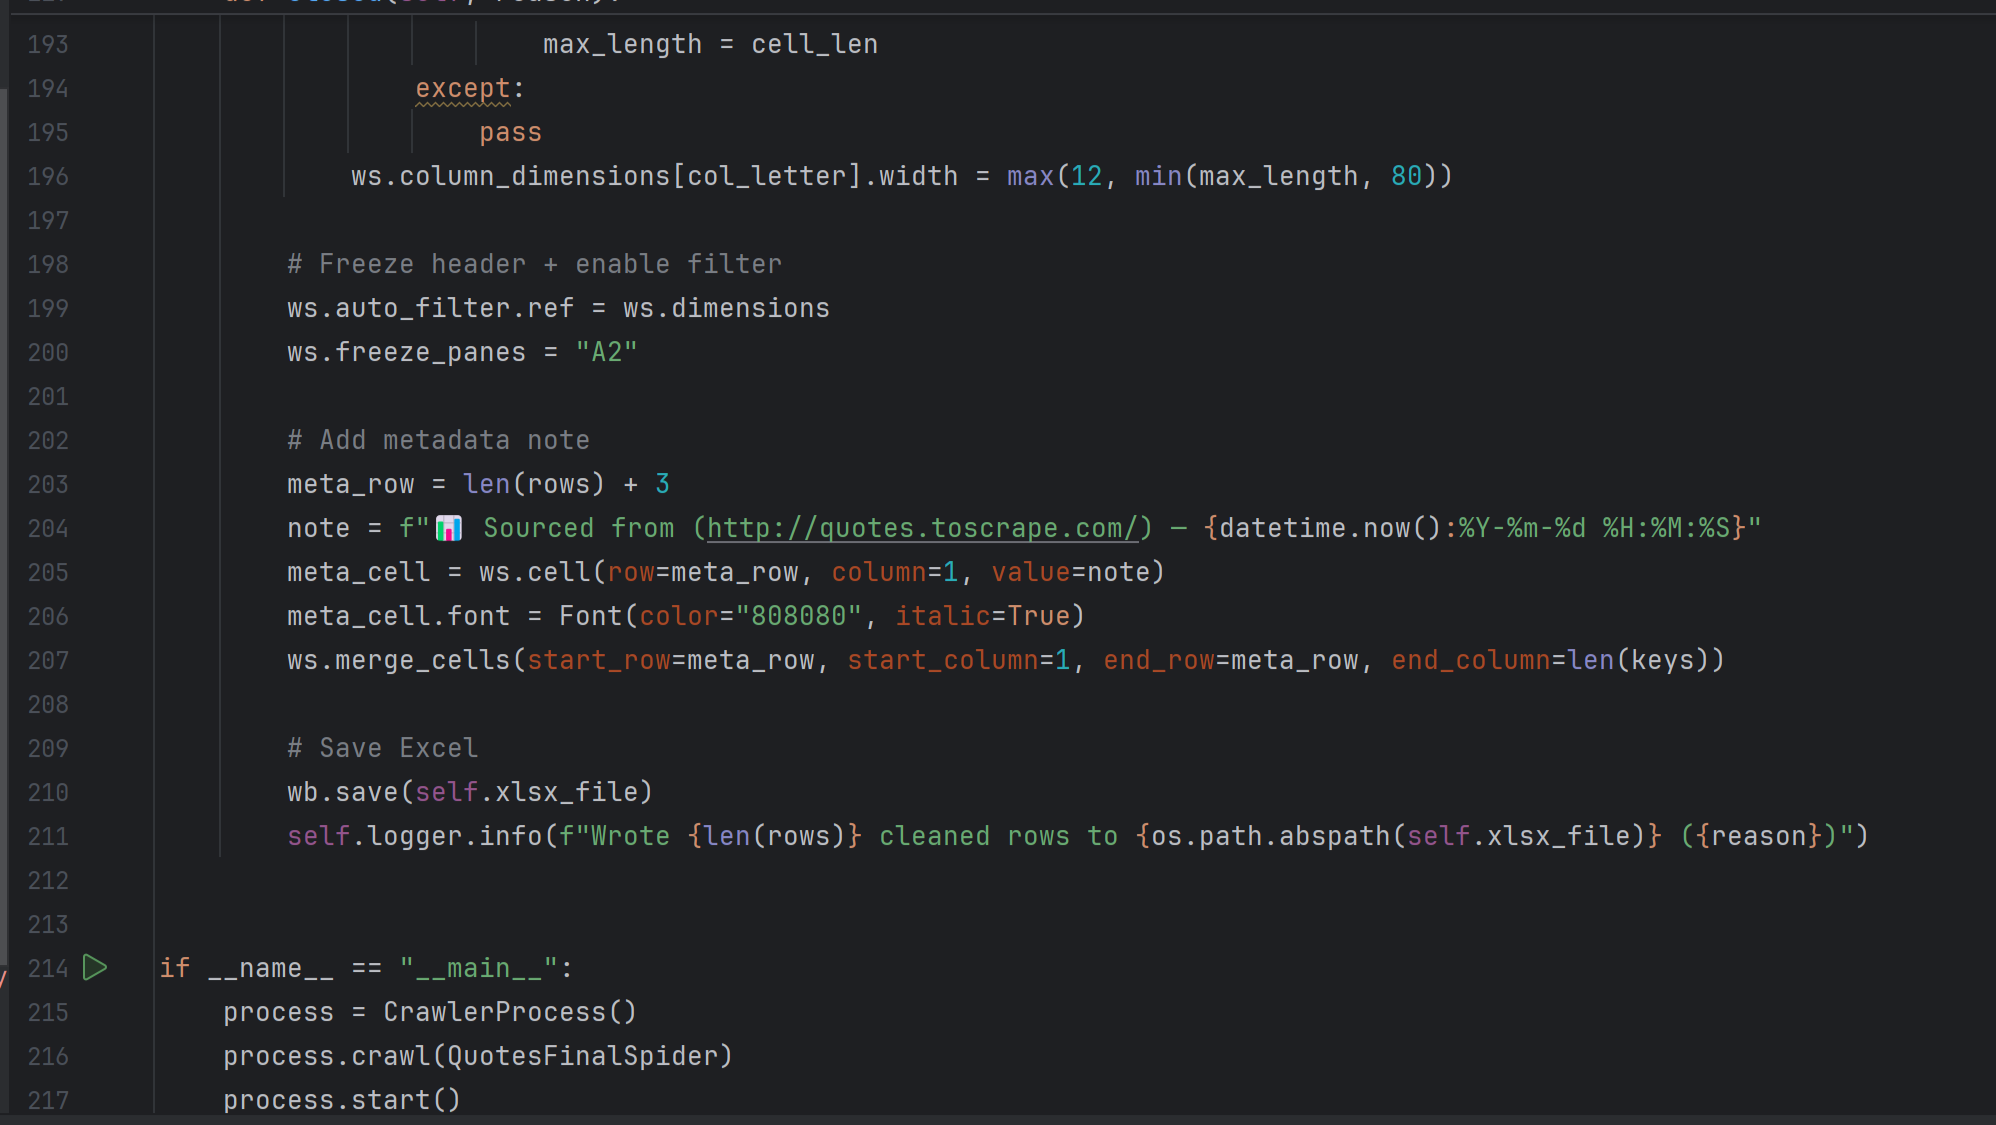 def closed(self, reason):
193 max_length = cell_len
194 except:
195 pass
196 ws.column_dimensions[col_letter].width = max(12, min(max_length, 80))
197
198 # Freeze header + enable filter
199 ws.auto_filter.ref = ws.dimensions
200 ws.freeze_panes = "A2"
201
202 # Add metadata note
203 meta_row = len(rows) + 3
204 note = f"📊 Sourced from (http://quotes.toscrape.com/) — {datetime.now():%Y-%m-%d %H:%M:%S}"
205 meta_cell = ws.cell(row=meta_row, column=1, value=note)
206 meta_cell.font = Font(color="808080", italic=True)
207 ws.merge_cells(start_row=meta_row, start_column=1, end_row=meta_row, end_column=len(keys))
208
209 # Save Excel
210 wb.save(self.xlsx_file)
211 self.logger.info(f"Wrote {len(rows)} cleaned rows to {os.path.abspath(self.xlsx_file)} ({reason})")
212
213
214 if __name__ == "__main__":
215 process = CrawlerProcess()
216 process.crawl(QuotesFinalSpider)
217 process.start()